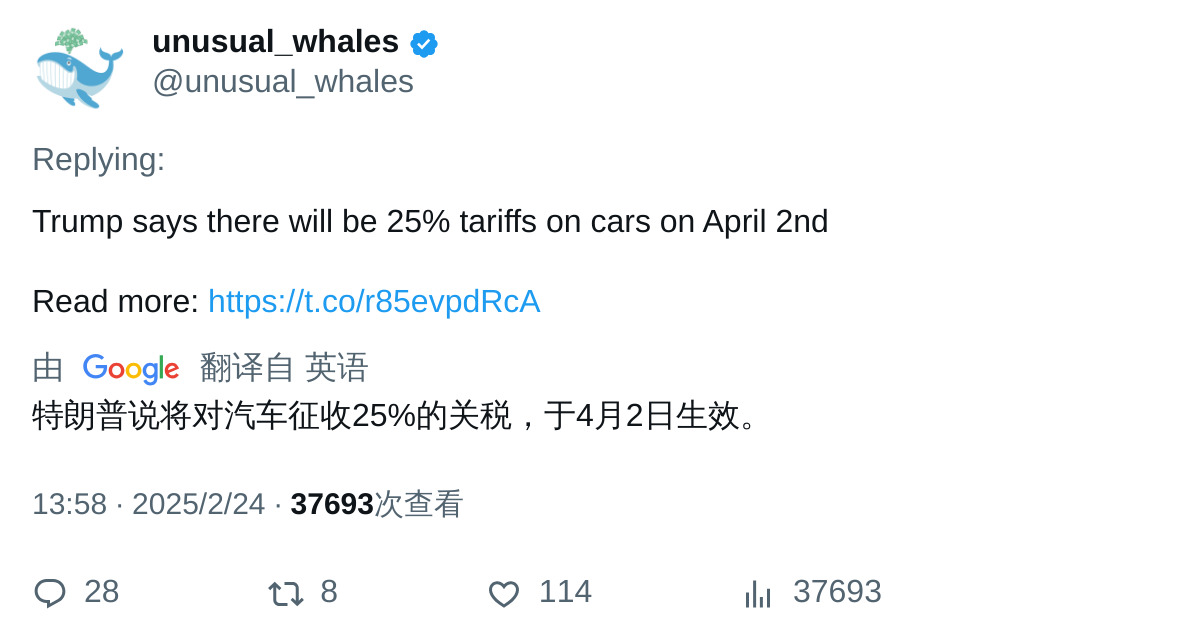 unusual_whales
@unusual_whales
Replying:
Trump says there will be 25% tariffs on cars on April 2nd
Read more: https://t.co/r85evpdRcA
由 Google 翻译自 英语
特朗普说将对汽车征收25%的关税，于4月2日生效。
13:58 · 2025/2/24 · 37693次查看
28 8 114 37693